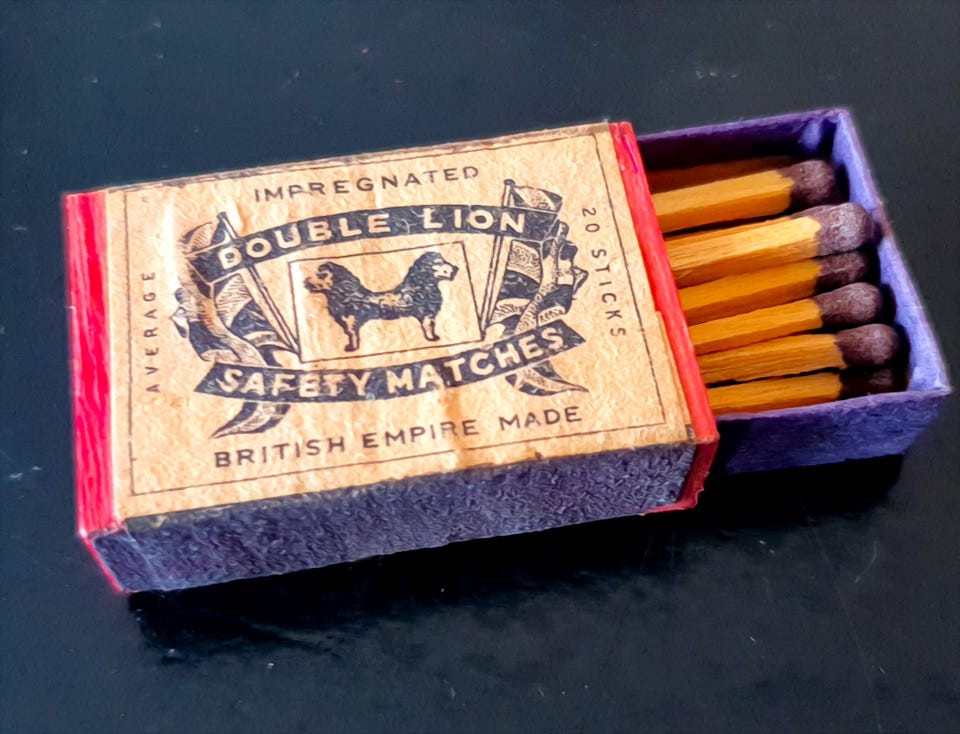 IMPREGNATED
DOUBLE LION
AVERAGE
20 STICKS
SAFETY MATCHES
BRITISH EMPIRE MADE